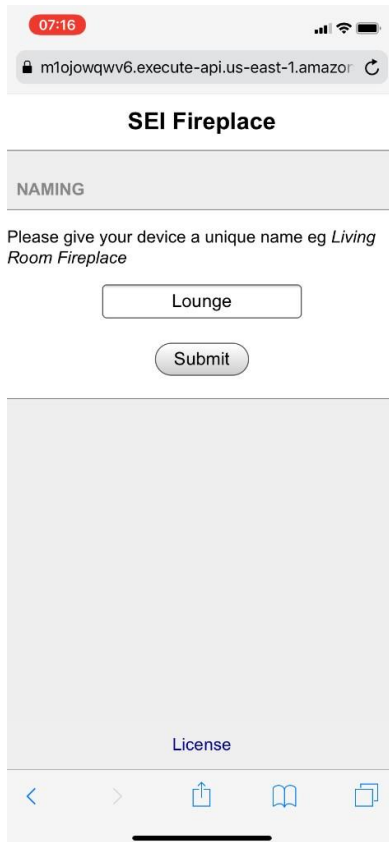 07:16
m1ojowqwv6.execute-api.us-east-1.amazon
SEI Fireplace
NAMING
Please give your device a unique name eg Living
Room Fireplace
Lounge
Submit
License